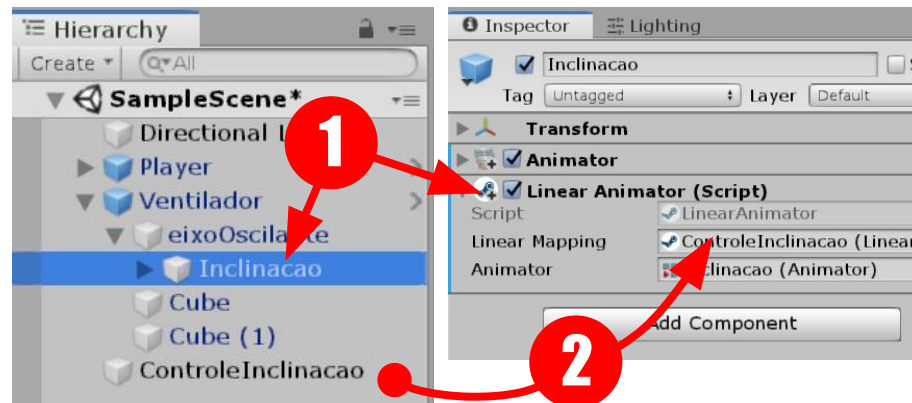 Hierarchy
Create
All
SampleScene*
Directional L
Player
Ventilador
eixoOscila te
Inclinacao
Cube
Cube (1)
ControleInclinacao
1
2
Inspector
Lighting
Inclinacao
S
Tag Untagged Layer Default
Transform
Animator
Linear Animator (Script)
Script LinearAnimator
Linear Mapping ControleInclinacao (Linear
Animator clinacao (Animator)
Add Component